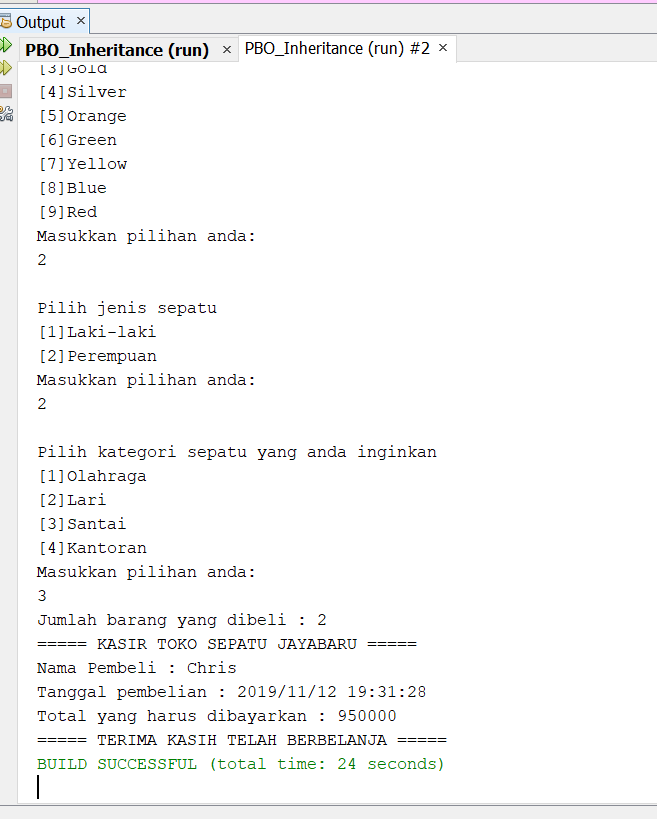 Output ×
PBO_Inheritance (run) × PBO_Inheritance (run) #2 ×
[3]Gold
[4]Silver
[5]Orange
[6]Green
[7]Yellow
[8]Blue
[9]Red
Masukkan pilihan anda:
2
Pilih jenis sepatu
[1]Laki-laki
[2]Perempuan
Masukkan pilihan anda:
2
Pilih kategori sepatu yang anda inginkan
[1]Olahraga
[2]Lari
[3]Santai
[4]Kantoran
Masukkan pilihan anda:
3
Jumlah barang yang dibeli : 2
===== KASIR TOKO SEPATU JAYABARU =====
Nama Pembeli : Chris
Tanggal pembelian : 2019/11/12 19:31:28
Total yang harus dibayarkan : 950000
===== TERIMA KASIH TELAH BERBELANJA =====
BUILD SUCCESSFUL (total time: 24 seconds)